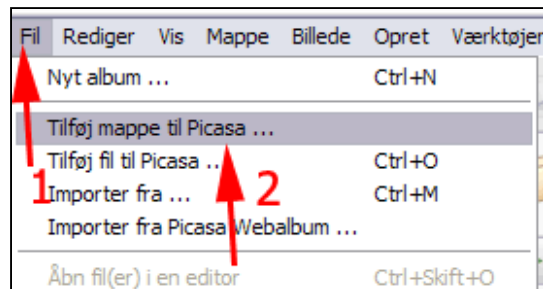 Fil Rediger Vis Mappe Billede Opret Værktøjer
Nyt album ... Ctrl+N
Tilføj mappe til Picasa ...
Tilføj fil til Picasa ... Ctrl+O
1 Importer fra ... 2 Ctrl+M
Importer fra Picasa Webalbum ...
Åbn fil(er) i en editor Ctrl+Skift+O